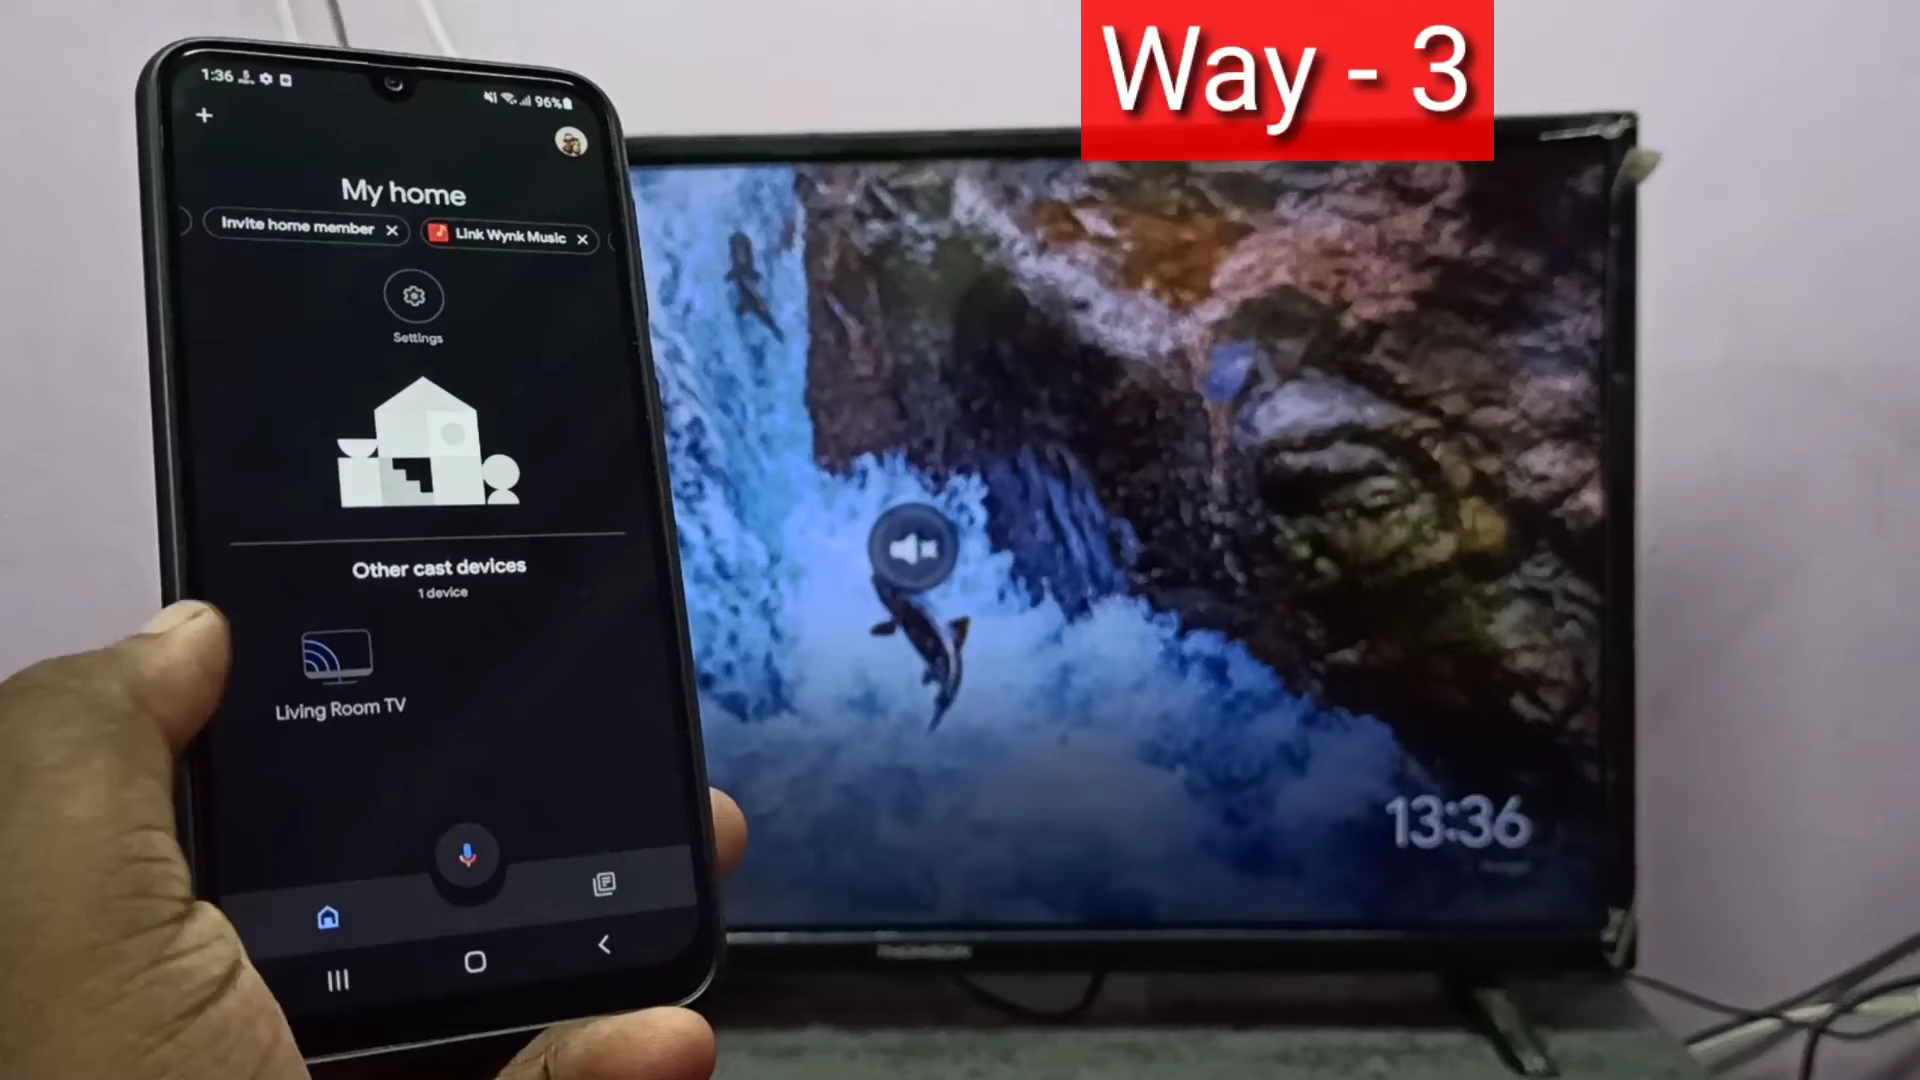 Way - 3
1:36
96%
My home
Invite home member
Link Wynk Music
Settings
Other cast devices
1 device
Living Room TV
13:36
THOMSON